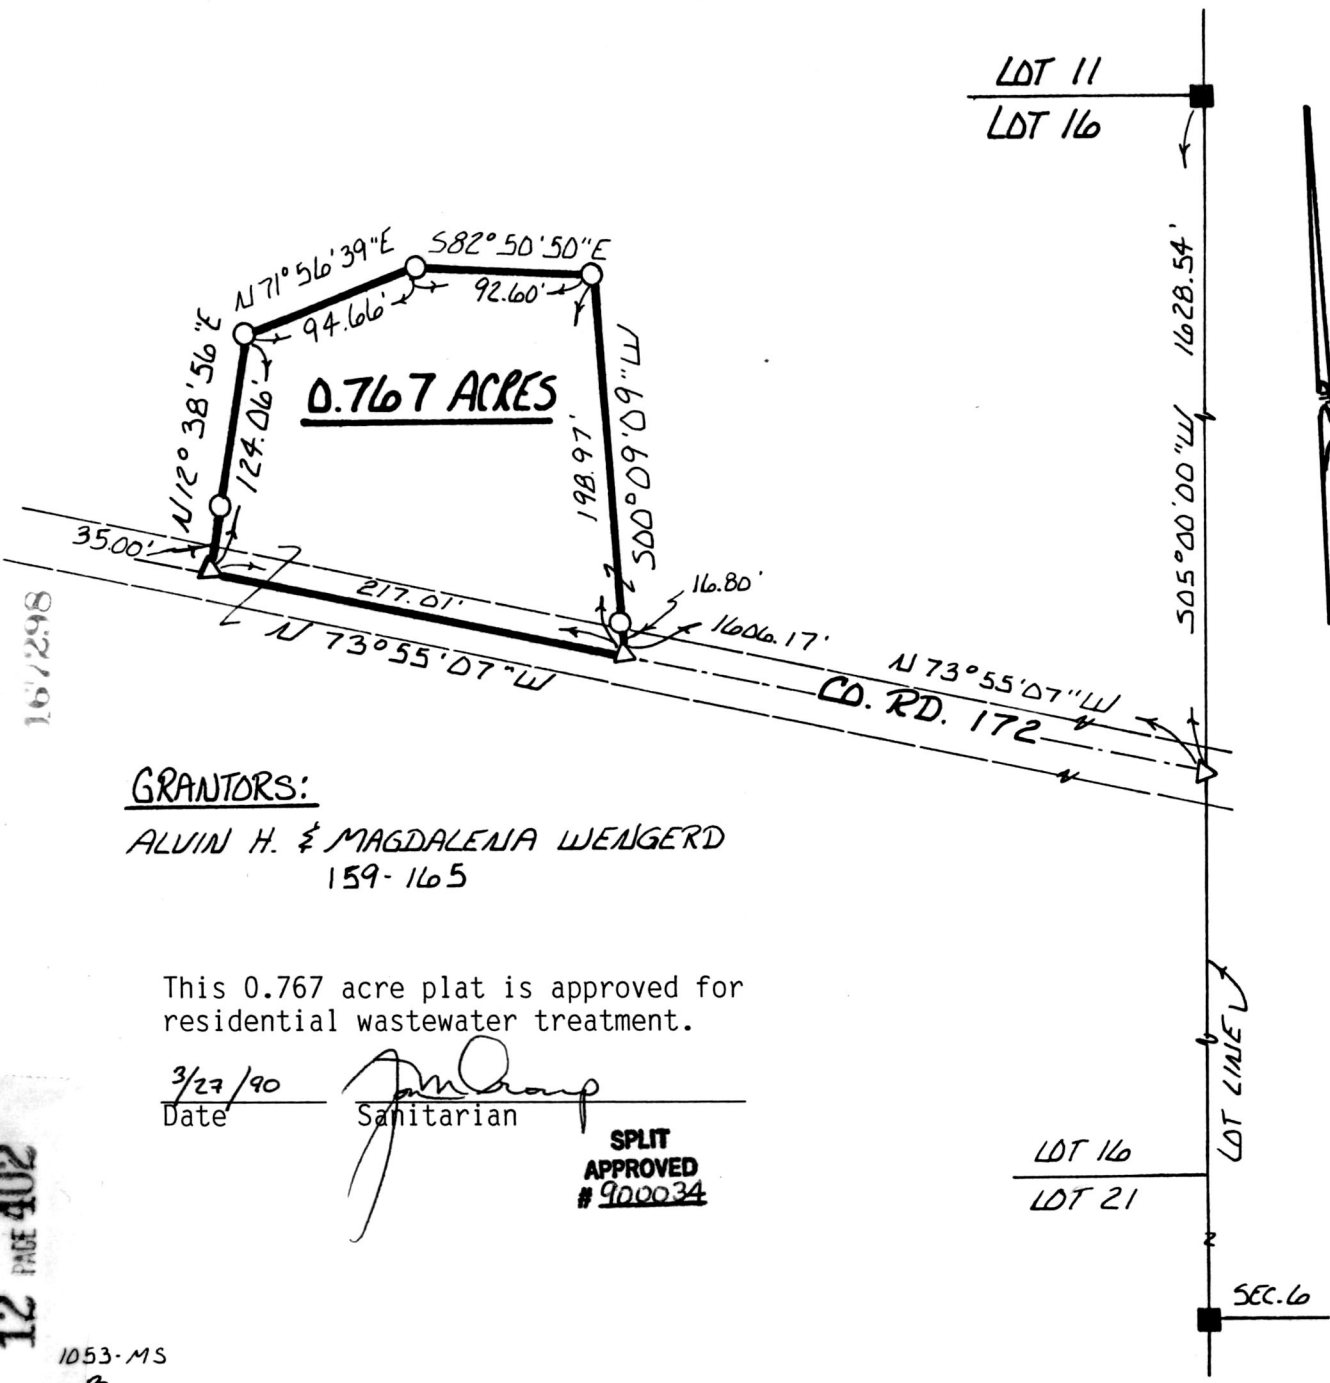 LOT 11
LOT 16
S05°00'00"W 1628.54'
N71°56'39"E
94.66'
S82°50'50"E
92.60'
N12°38'56"E
124.06'
0.767 ACRES
198.97'
S00°09'09"W
35.00'
217.01'
N 73°55'07"W
16.80'
1606.17'
N 73°55'07"W
CO. RD. 172
167298
GRANTORS:
ALVIN H. & MAGDALENA WENGERD
159-165
This 0.767 acre plat is approved for
residential wastewater treatment.
3/27/90
Date
Sanitarian
SPLIT
APPROVED
# 900034
LOT LINE
LOT 16
LOT 21
SEC.6
12 PAGE 402
1053-MS